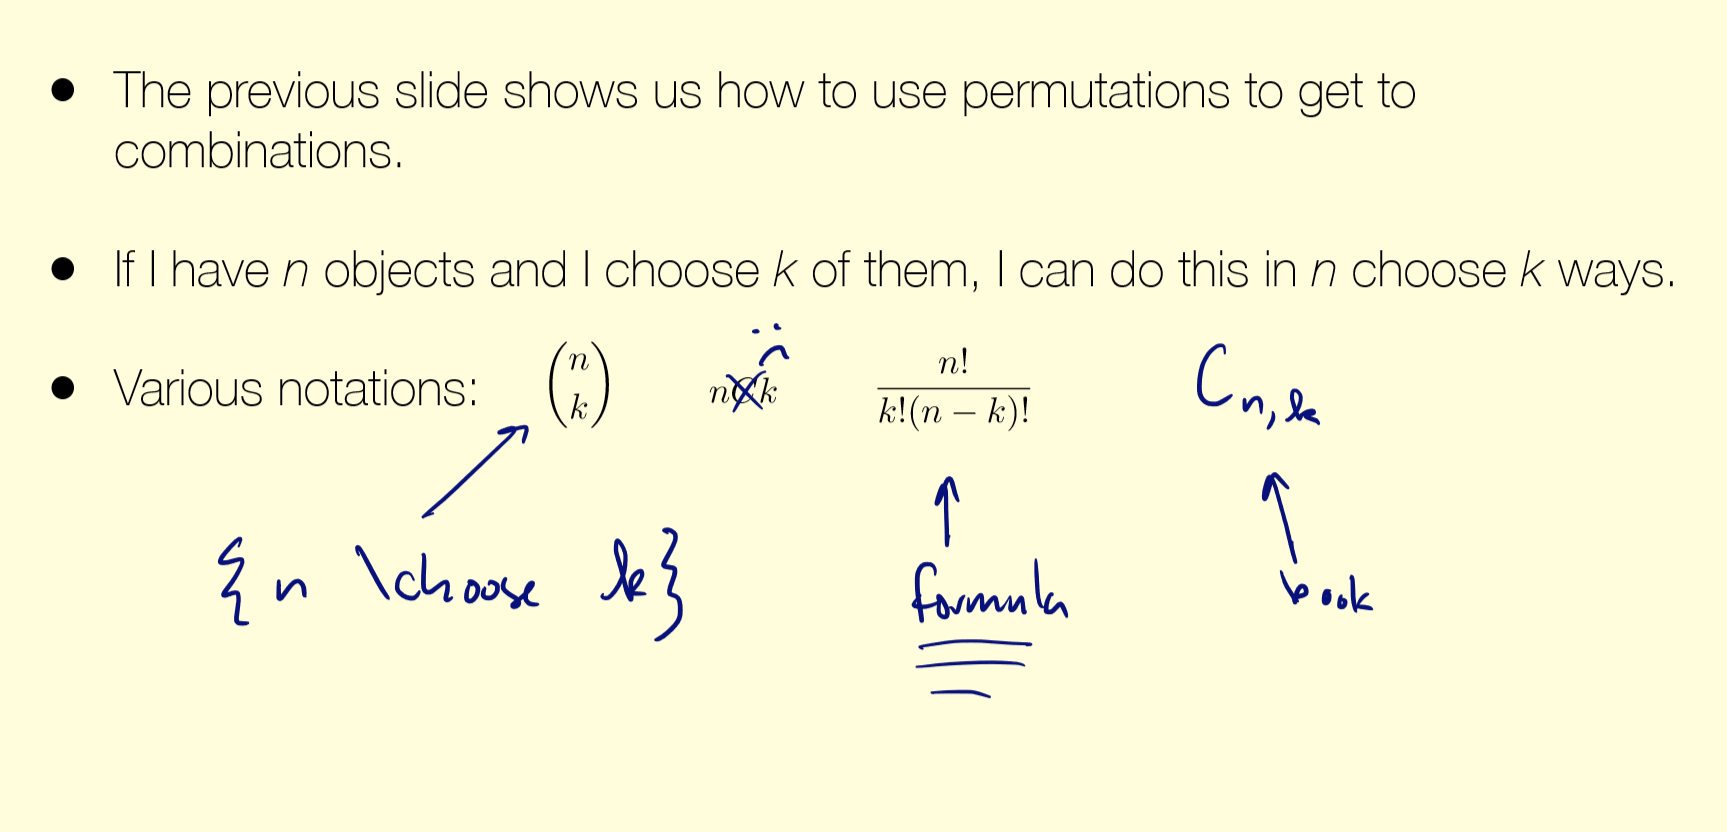 ● The previous slide shows us how to use permutations to get to
combinations.
● If I have n objects and I choose k of them, I can do this in n choose k ways.
● Various notations: \binom{n}{k} nCk \frac{n!}{k!(n-k)!} C_{n,k}
{n \choose k} formula book